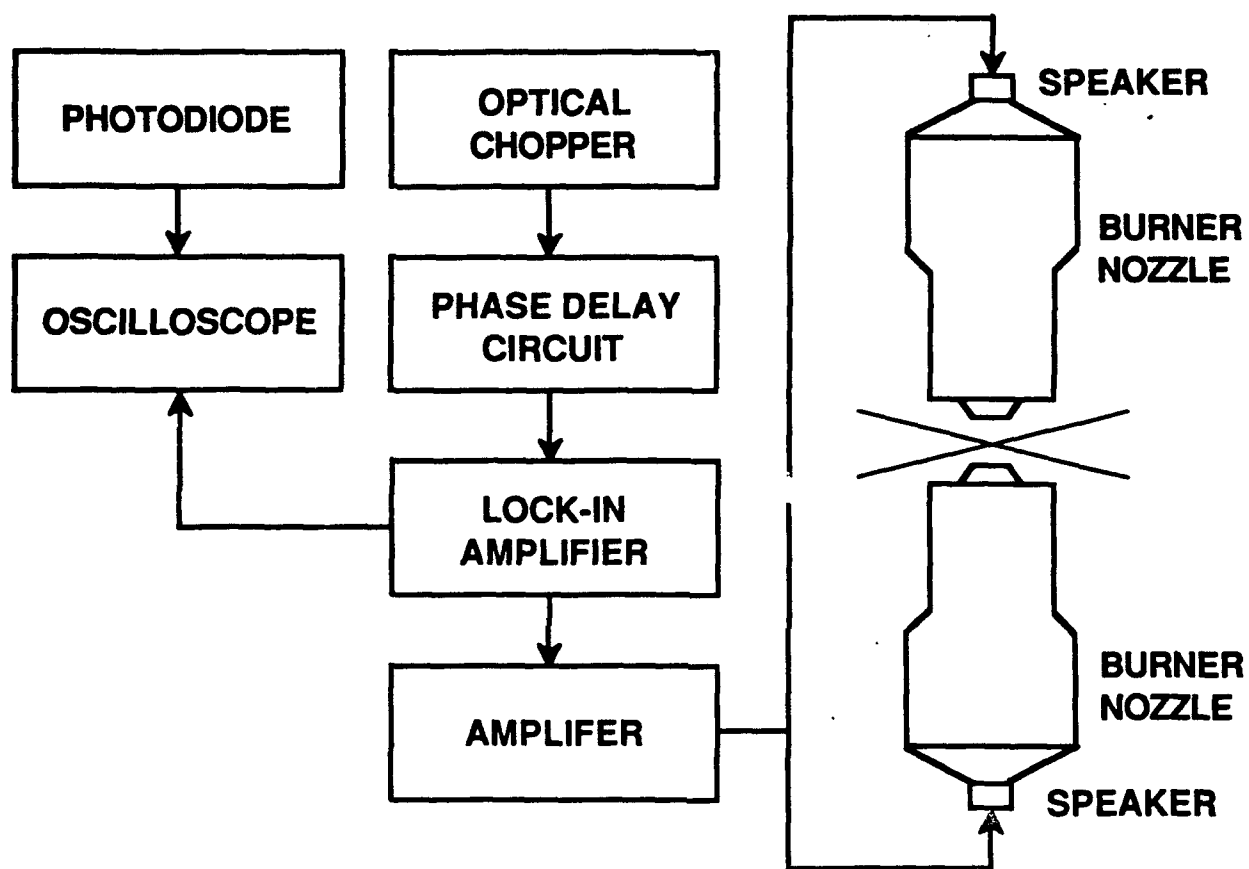 PHOTODIODE
OPTICAL
CHOPPER
SPEAKER
BURNER
NOZZLE
OSCILLOSCOPE
PHASE DELAY
CIRCUIT
LOCK-IN
AMPLIFIER
AMPLIFER
BURNER
NOZZLE
SPEAKER